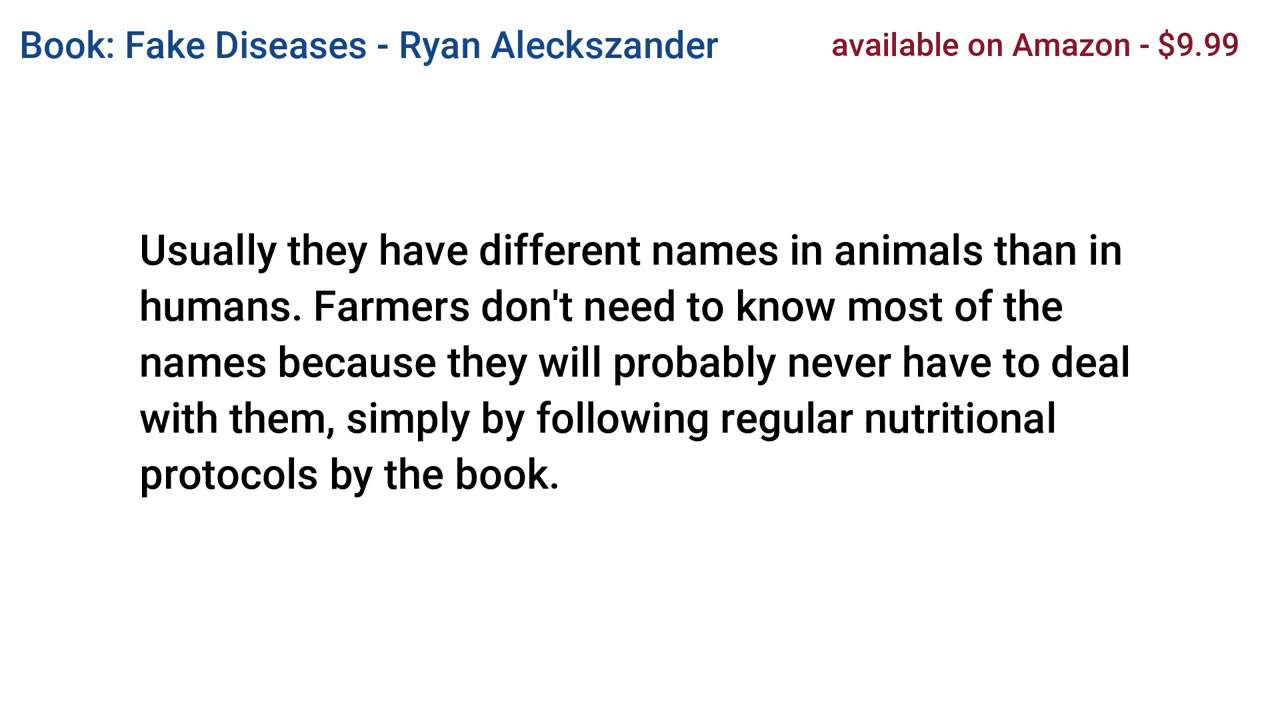 Book: Fake Diseases - Ryan Aleckszander
available on Amazon - $9.99
Usually they have different names in animals than in
humans. Farmers don't need to know most of the
names because they will probably never have to deal
with them, simply by following regular nutritional
protocols by the book.